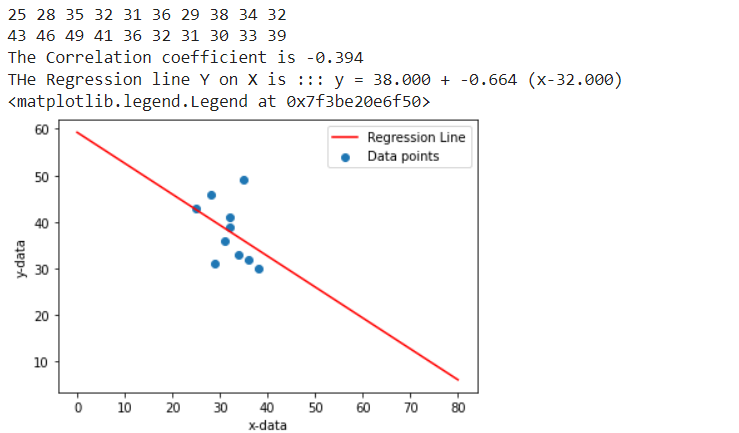 25 28 35 32 31 36 29 38 34 32
43 46 49 41 36 32 31 30 33 39
The Correlation coefficient is -0.394
THe Regression line Y on X is ::: y = 38.000 + -0.664 (x-32.000)
<matplotlib.legend.Legend at 0x7f3be20e6f50>
Regression Line
Data points
60
50
40
30
20
10
y-data
0 10 20 30 40 50 60 70 80
x-data